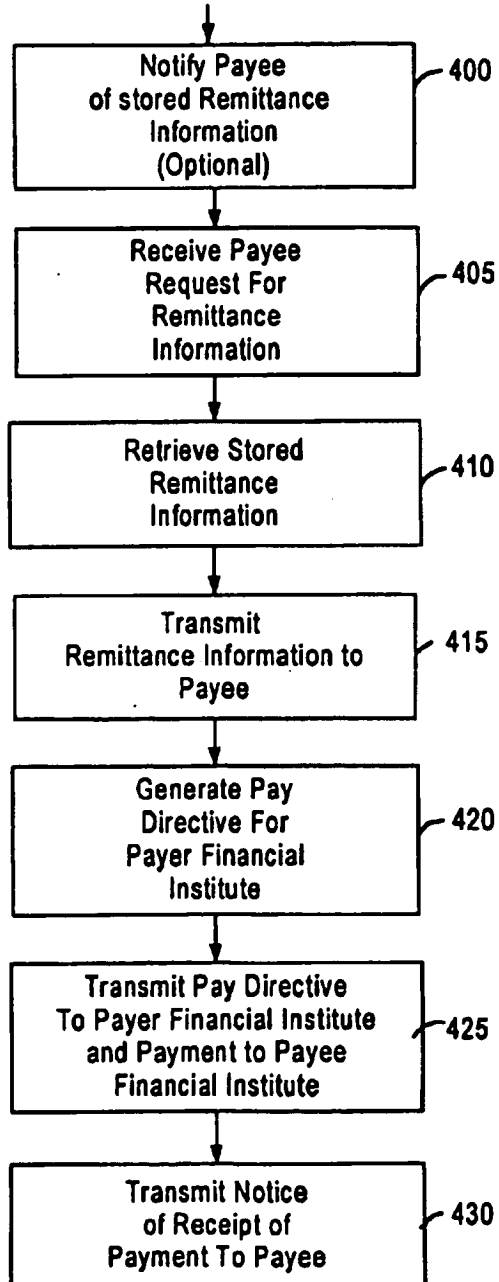 Notify Payee
of stored Remittance
Information
(Optional)
400
Receive Payee
Request For
Remittance
Information
405
Retrieve Stored
Remittance
Information
410
Transmit
Remittance Information to
Payee
415
Generate Pay
Directive For
Payer Financial
Institute
420
Transmit Pay Directive
To Payer Financial Institute
and Payment to Payee
Financial Institute
425
Transmit Notice
of Receipt of
Payment To Payee
430